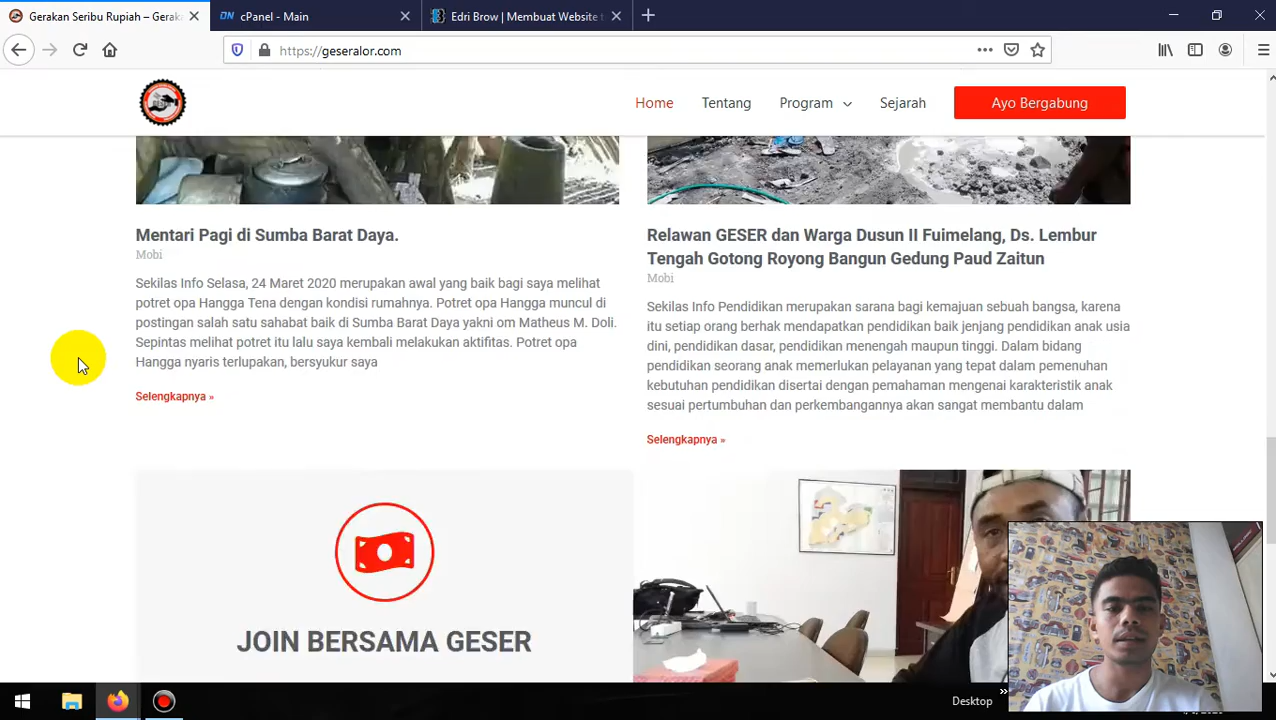 Gerakan Seribu Rupiah – Gerak
cPanel - Main
Edri Brow | Membuat Website
https://geseralor.com
Home
Tentang
Program
Sejarah
Ayo Bergabung
Mentari Pagi di Sumba Barat Daya.
Mobi
Sekilas Info Selasa, 24 Maret 2020 merupakan awal yang baik bagi saya melihat
potret opa Hangga Tena dengan kondisi rumahnya. Potret opa Hangga muncul di
postingan salah satu sahabat baik di Sumba Barat Daya yakni om Matheus M. Doli.
Sepintas melihat potret itu lalu saya kembali melakukan aktifitas. Potret opa
Hangga nyaris terlupakan, bersyukur saya
Selengkapnya »
Relawan GESER dan Warga Dusun II Fuimelang, Ds. Lembur
Tengah Gotong Royong Bangun Gedung Paud Zaitun
Mobi
Sekilas Info Pendidikan merupakan sarana bagi kemajuan sebuah bangsa, karena
itu setiap orang berhak mendapatkan pendidikan baik jenjang pendidikan anak usia
dini, pendidikan dasar, pendidikan menengah maupun tinggi. Dalam bidang
pendidikan seorang anak memerlukan pelayanan yang tepat dalam pemenuhan
kebutuhan pendidikan disertai dengan pemahaman mengenai karakteristik anak
sesuai pertumbuhan dan perkembangannya akan sangat membantu dalam
Selengkapnya »
JOIN BERSAMA GESER
Desktop